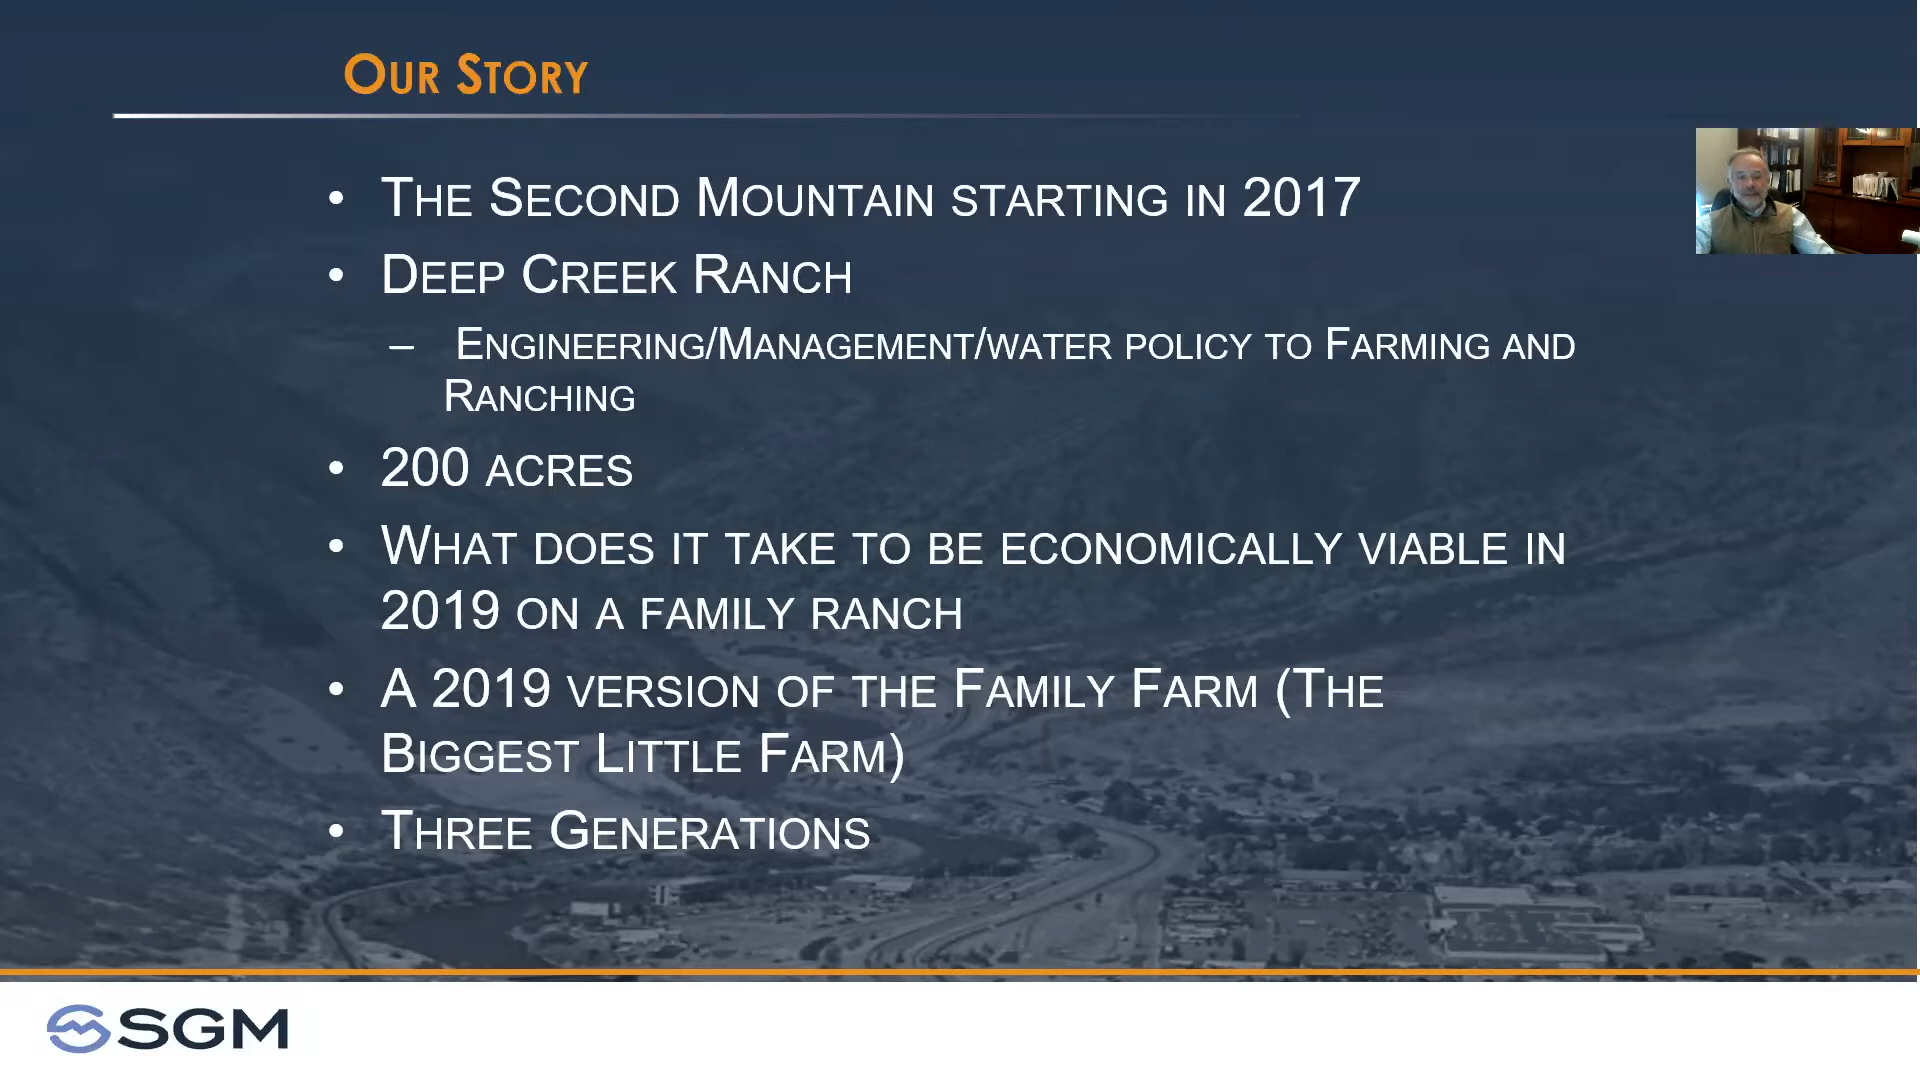 Our Story
• The Second Mountain starting in 2017
• Deep Creek Ranch
– Engineering/Management/water policy to Farming and
Ranching
• 200 acres
• What does it take to be economically viable in
2019 on a family ranch
• A 2019 version of the Family Farm (The
Biggest Little Farm)
• Three Generations
SGM